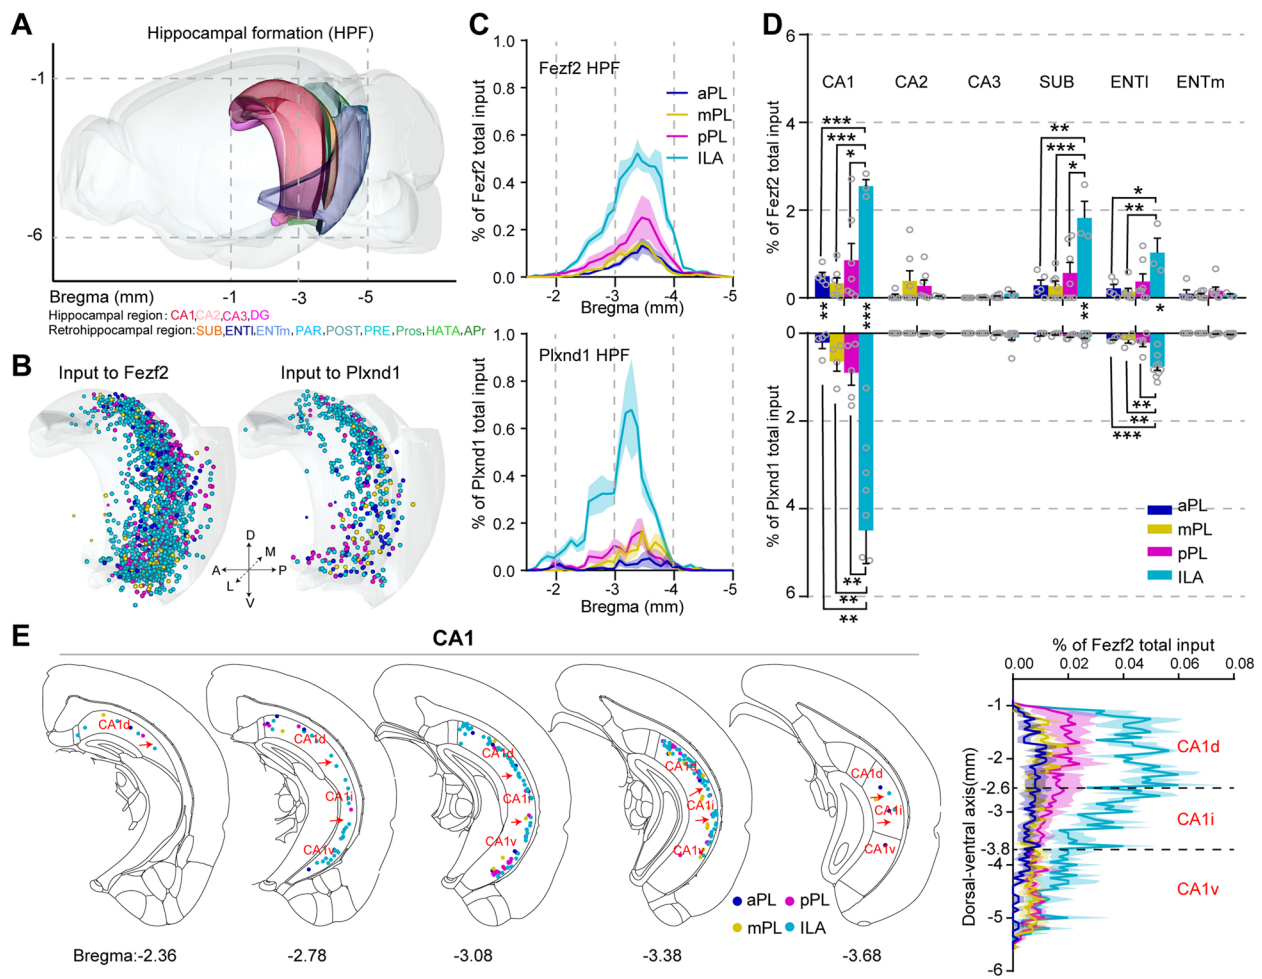 A
Hippocampal formation (HPF)
-1
-6
Bregma (mm)
-1
-3
-5
Hippocampal region: CA1,CA2,CA3,DG
Retrohippocampal region:SUB,ENTl,ENTm,PAR,POST,PRE,Pros,HATA,APr
B
Input to Fezf2
Input to Plxnd1
D
M
A
P
L
V
C
1.0
0.8
0.6
0.4
0.2
0.0
% of Fezf2 total input
Fezf2 HPF
aPL
mPL
pPL
ILA
-2
-3
-4
-5
Bregma (mm)
1.0
0.8
0.6
0.4
0.2
0.0
% of Plxnd1 total input
Plxnd1 HPF
-2
-3
-4
-5
Bregma (mm)
D
6
4
2
0
% of Fezf2 total input
CA1
CA2
CA3
SUB
ENTl
ENTm
***
***
*
**
***
*
*
**
**
***
**
*
0
2
4
6
% of Plxnd1 total input
**
**
**
**
**
***
aPL
mPL
pPL
ILA
E
CA1
CA1d
CA1d
CA1i
CA1v
CA1d
CA1i
CA1v
CA1d
CA1i
CA1v
CA1d
CA1i
CA1v
aPL
pPL
mPL
ILA
Bregma:-2.36
-2.78
-3.08
-3.38
-3.68
% of Fezf2 total input
0.00
0.02
0.04
0.06
0.08
Dorsal-ventral axis(mm)
-1
-2
-2.6
-3
-3.8
-4
-5
-6
CA1d
CA1i
CA1v